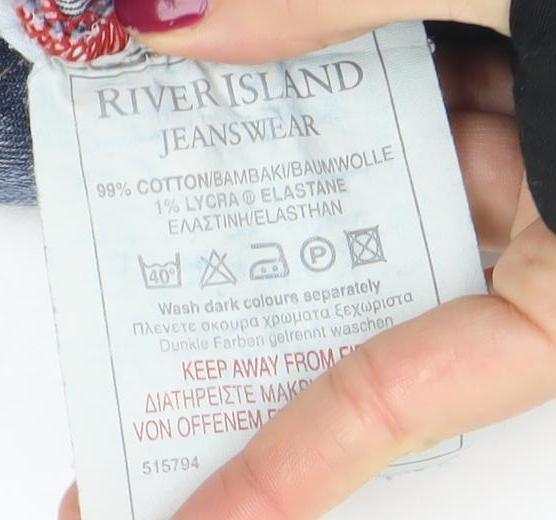 RIVER ISLAND
JEANSWEAR
99% COTTON/BAMBAKI/BAUMWOLLE
1% LYCRA ® ELASTANE
ΕΛΑΣΤΙΝΗ/ELASTHAN
40° P
Wash dark colours separately
Πλενετε σκουρα χρωματα ξεχωριστα
Dunkle Farben getrennt waschen
KEEP AWAY FROM
ΔΙΑΤΗΡΕΙΣΤΕ
VON OFFENEM
515794